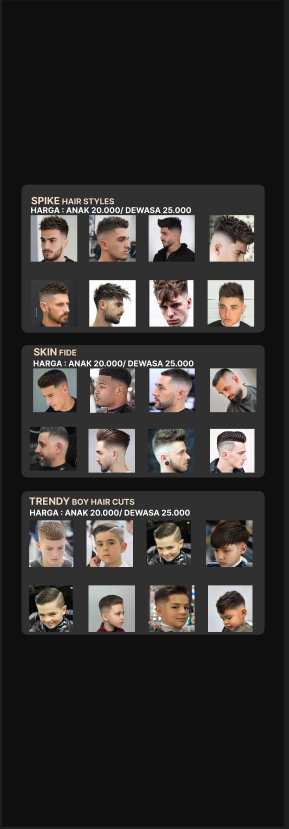 SPIKE HAIR STYLES
HARGA : ANAK 20.000/ DEWASA 25.000
SKIN FIDE
HARGA : ANAK 20.000/ DEWASA 25.000
TRENDY BOY HAIR CUTS
HARGA : ANAK 20.000/ DEWASA 25.000